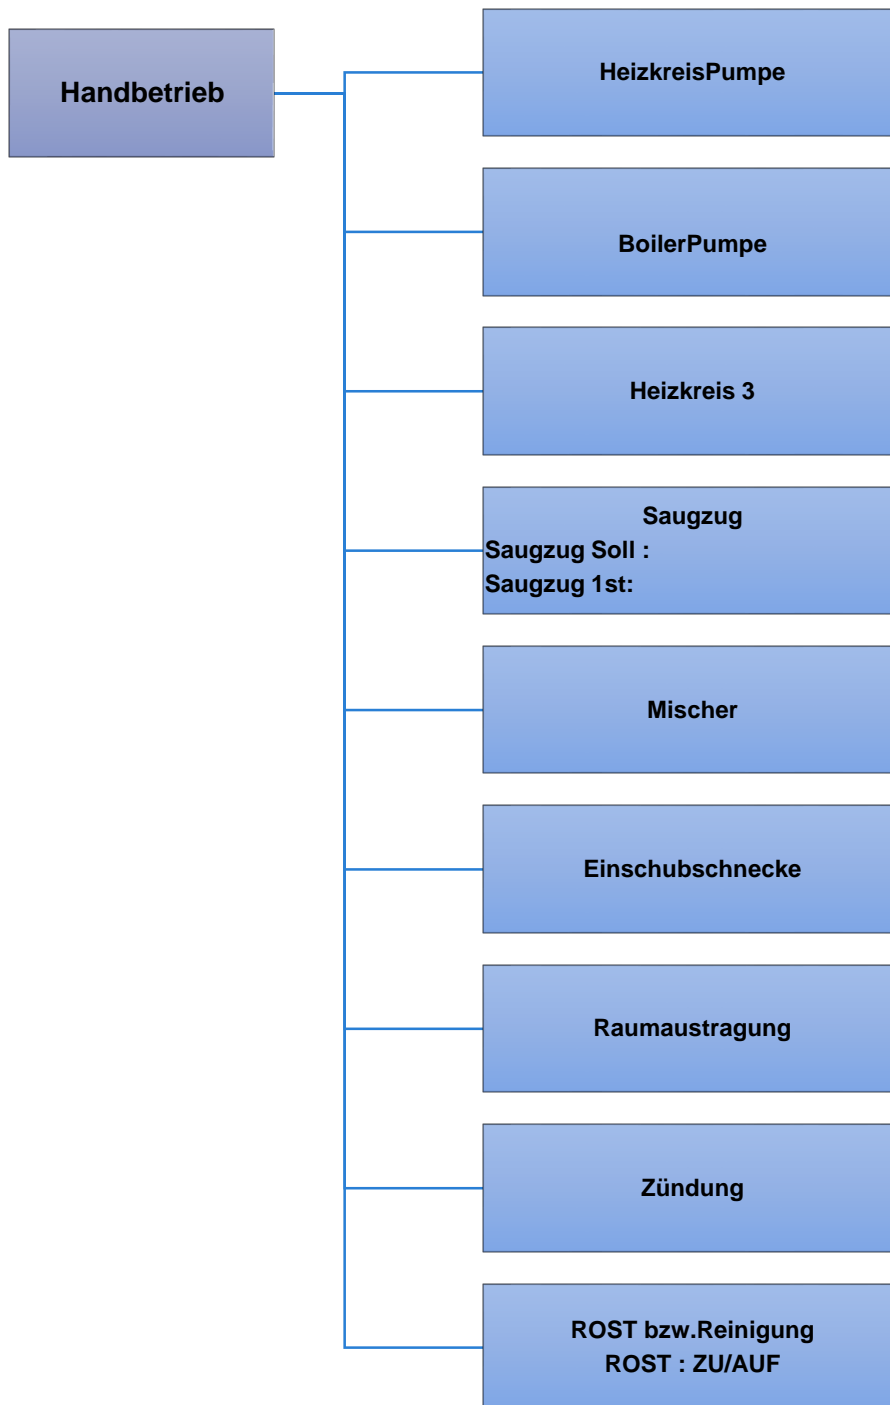 Handbetrieb
HeizkreisPumpe
BoilerPumpe
Heizkreis 3
Saugzug
Saugzug Soll :
Saugzug 1st:
Mischer
Einschubschnecke
Raumaustragung
Zündung
ROST bzw.Reinigung
ROST : ZU/AUF